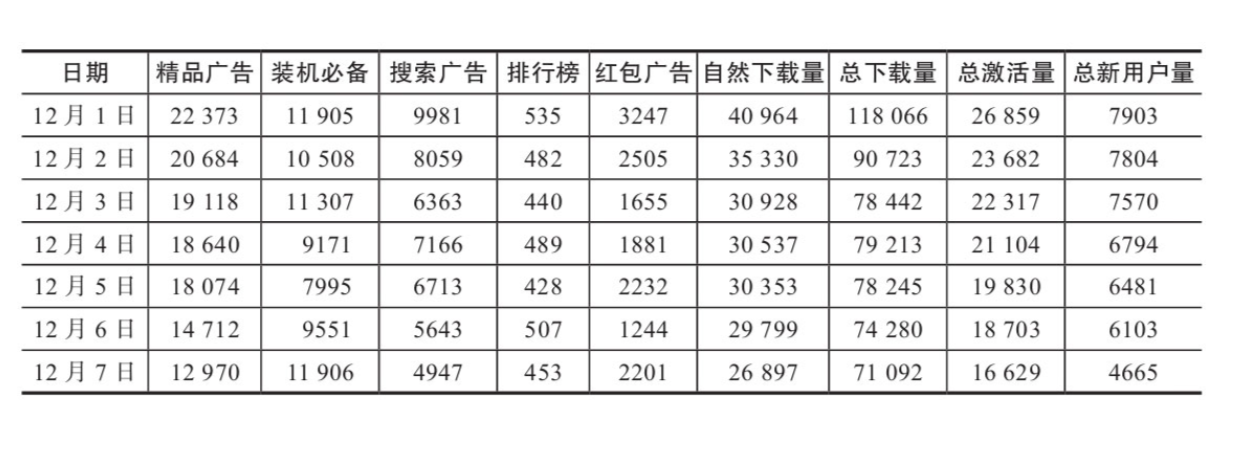 日期 精品广告 装机必备 搜索广告 排行榜 红包广告 自然下载量 总下载量 总激活量 总新用户量
12 月 1 日 22 373 11 905 9981 535 3247 40 964 118 066 26 859 7903
12 月 2 日 20 684 10 508 8059 482 2505 35 330 90 723 23 682 7804
12 月 3 日 19 118 11 307 6363 440 1655 30 928 78 442 22 317 7570
12 月 4 日 18 640 9171 7166 489 1881 30 537 79 213 21 104 6794
12 月 5 日 18 074 7995 6713 428 2232 30 353 78 245 19 830 6481
12 月 6 日 14 712 9551 5643 507 1244 29 799 74 280 18 703 6103
12 月 7 日 12 970 11 906 4947 453 2201 26 897 71 092 16 629 4665